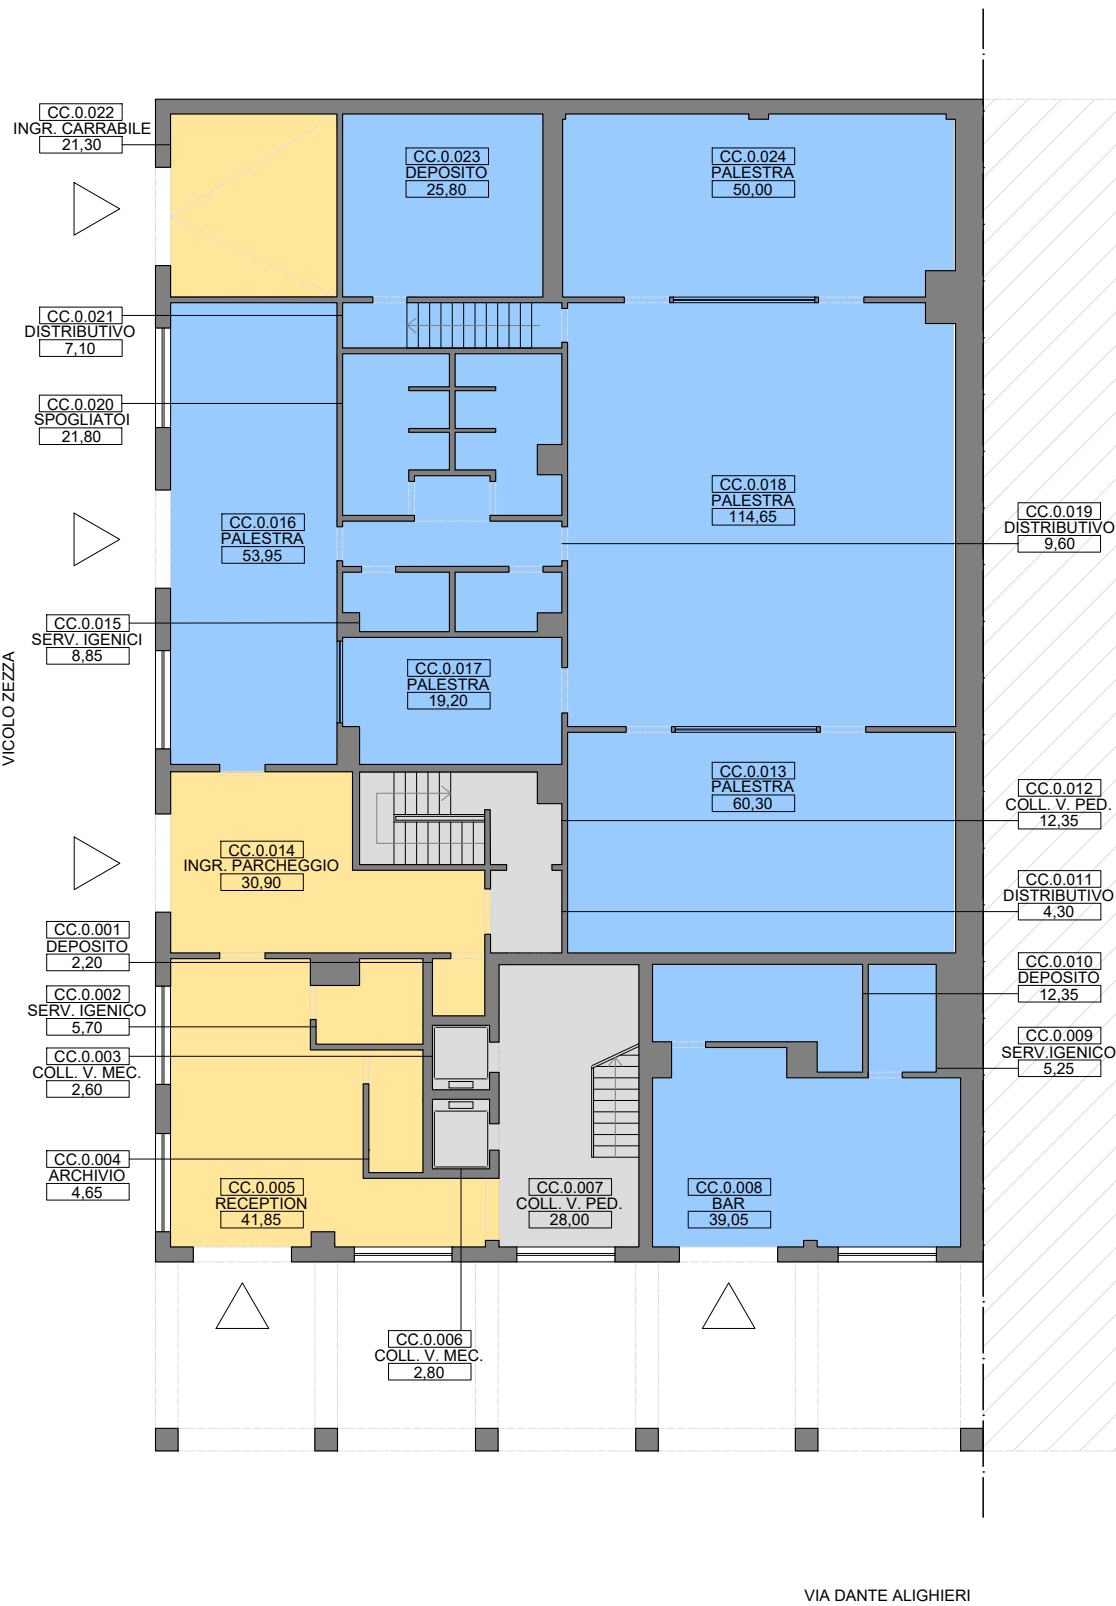 CC.0.022
INGR. CARRABILE
21,30
CC.0.023
DEPOSITO
25,80
CC.0.024
PALESTRA
50,00
CC.0.021
DISTRIBUTIVO
7,10
CC.0.020
SPOGLIATOI
21,80
CC.0.016
PALESTRA
53,95
CC.0.018
PALESTRA
114,65
CC.0.019
DISTRIBUTIVO
9,60
CC.0.015
SERV. IGENICI
8,85
VICOLO ZEZZA
CC.0.017
PALESTRA
19,20
CC.0.013
PALESTRA
60,30
CC.0.012
COLL. V. PED.
12,35
CC.0.014
INGR. PARCHEGGIO
30,90
CC.0.011
DISTRIBUTIVO
4,30
CC.0.001
DEPOSITO
2,20
CC.0.010
DEPOSITO
12,35
CC.0.002
SERV. IGENICO
5,70
CC.0.009
SERV.IGENICO
5,25
CC.0.003
COLL. V. MEC.
2,60
CC.0.004
ARCHIVIO
4,65
CC.0.005
RECEPTION
41,85
CC.0.007
COLL. V. PED.
28,00
CC.0.008
BAR
39,05
CC.0.006
COLL. V. MEC.
2,80
VIA DANTE ALIGHIERI